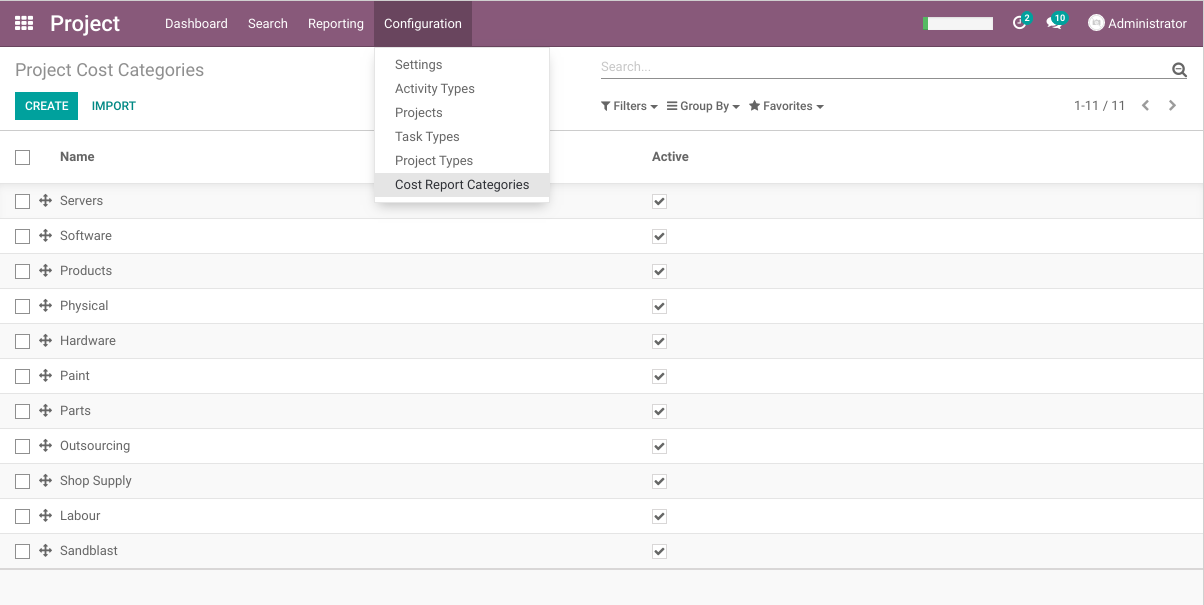 Project Dashboard Search Reporting Configuration 2 10 Administrator
Project Cost Categories
Settings
Activity Types
Projects
Task Types
Project Types
Cost Report Categories
Search...
CREATE IMPORT
Filters Group By Favorites 1-11 / 11
Name Active
Servers
Software
Products
Physical
Hardware
Paint
Parts
Outsourcing
Shop Supply
Labour
Sandblast